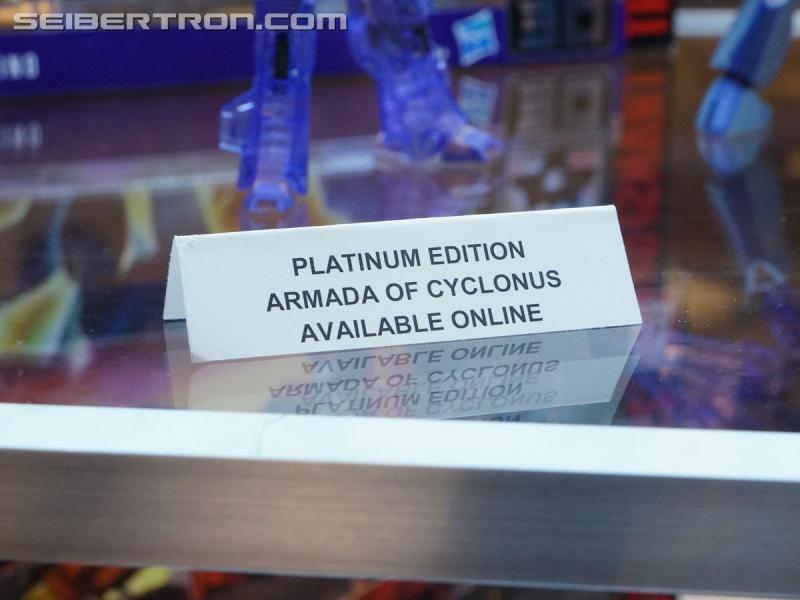 SEIBERTRON.COM
PLATINUM EDITION
ARMADA OF CYCLONUS
AVAILABLE ONLINE